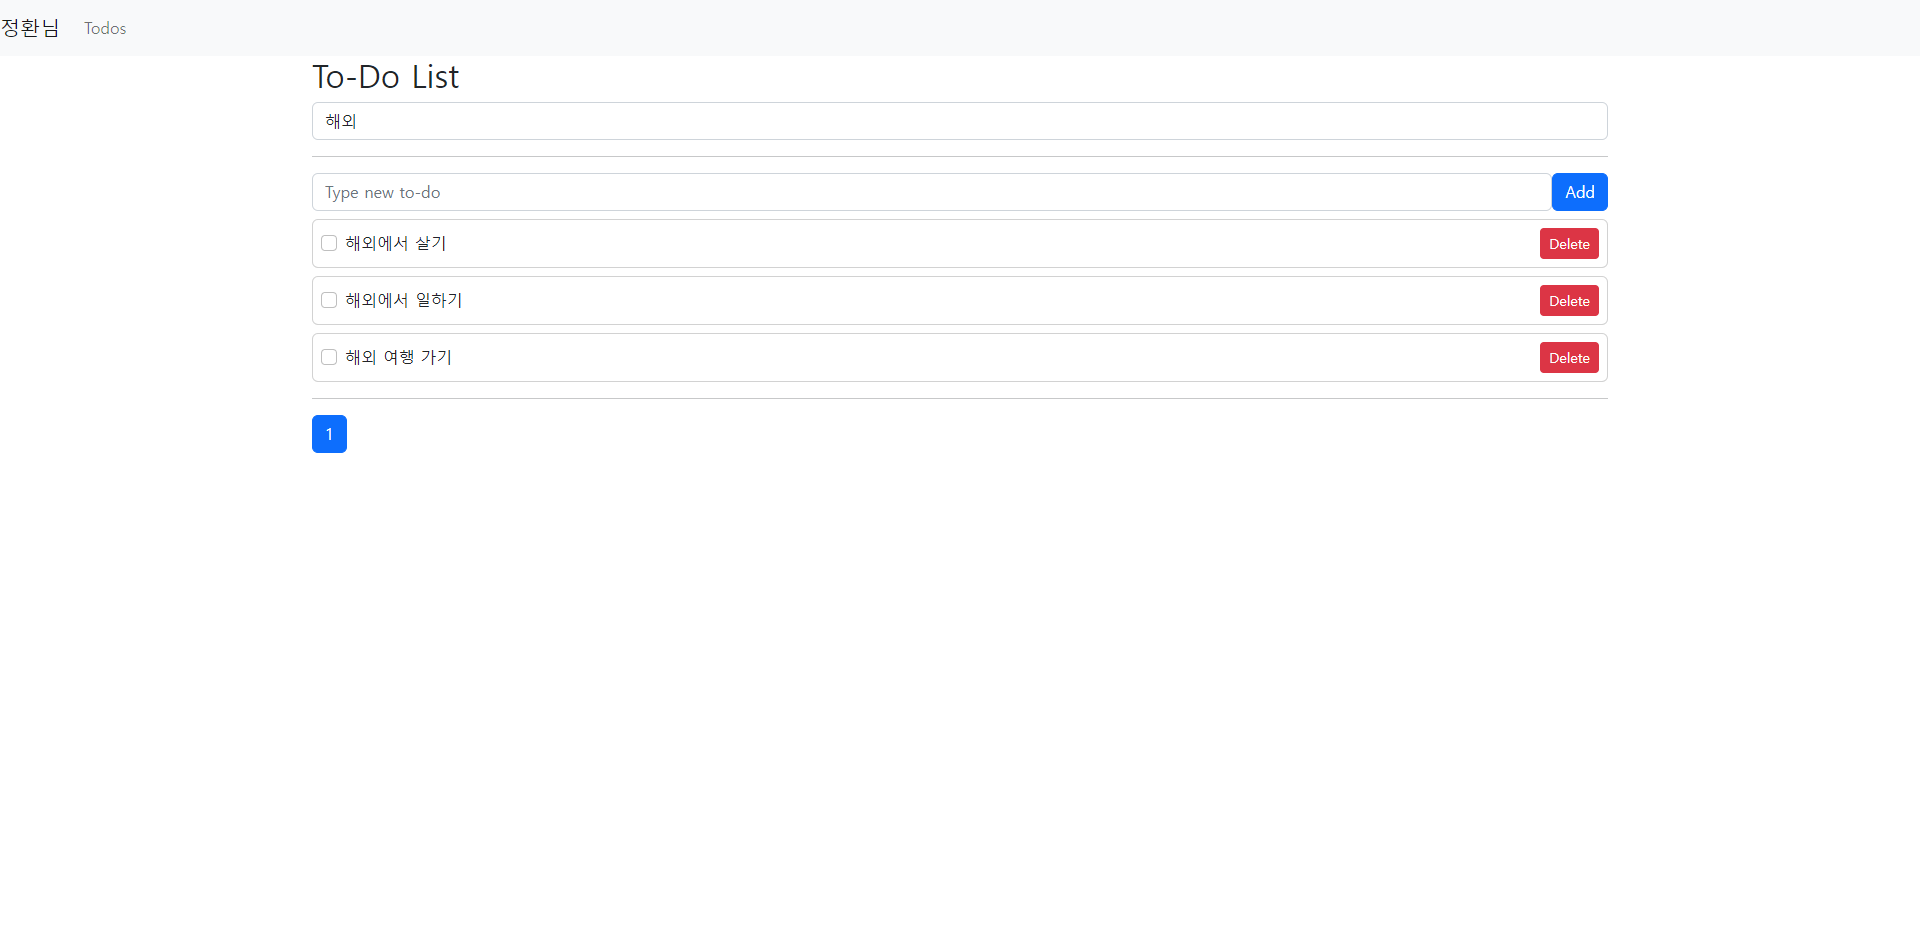 정환님 Todos
To-Do List
해외
Type new to-do Add
해외에서 살기 Delete
해외에서 일하기 Delete
해외 여행 가기 Delete
1